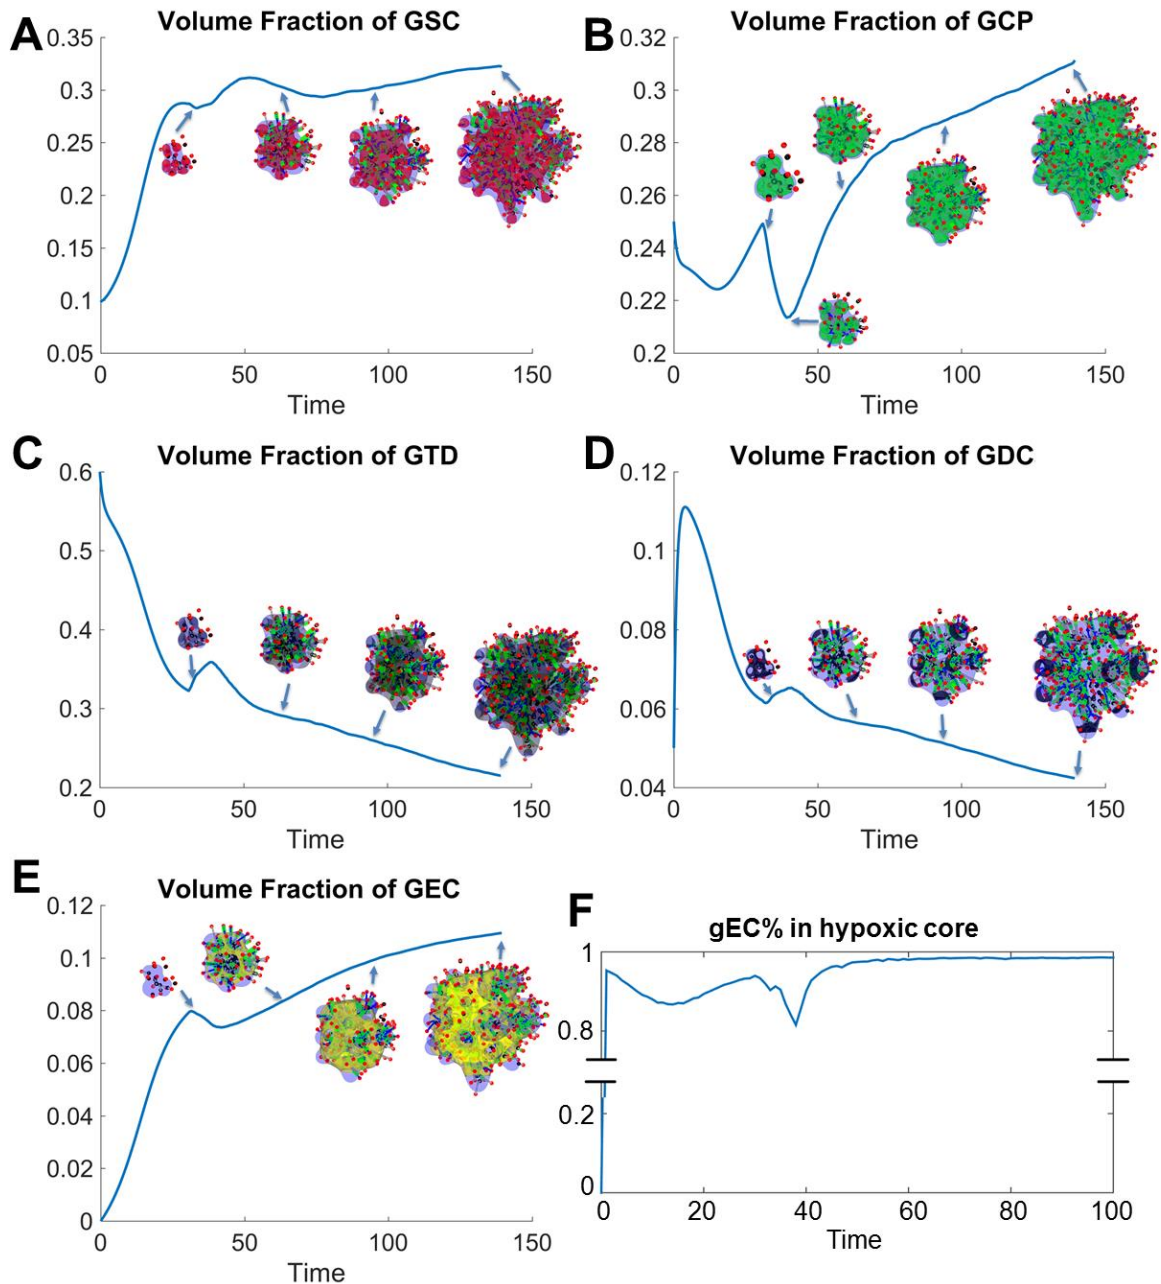 A
Volume Fraction of GSC
0.35
0.3
0.25
0.2
0.15
0.1
0.05
0 50 100 150
Time
B
Volume Fraction of GCP
0.32
0.3
0.28
0.26
0.24
0.22
0.2
0 50 100 150
Time
C
Volume Fraction of GTD
0.6
0.5
0.4
0.3
0.2
0 50 100 150
Time
D
Volume Fraction of GDC
0.12
0.1
0.08
0.06
0.04
0 50 100 150
Time
E
Volume Fraction of GEC
0.12
0.1
0.08
0.06
0.04
0.02
0
0 50 100 150
Time
F
gEC% in hypoxic core
1
0.8
0.2
0
0 20 40 60 80 100
Time